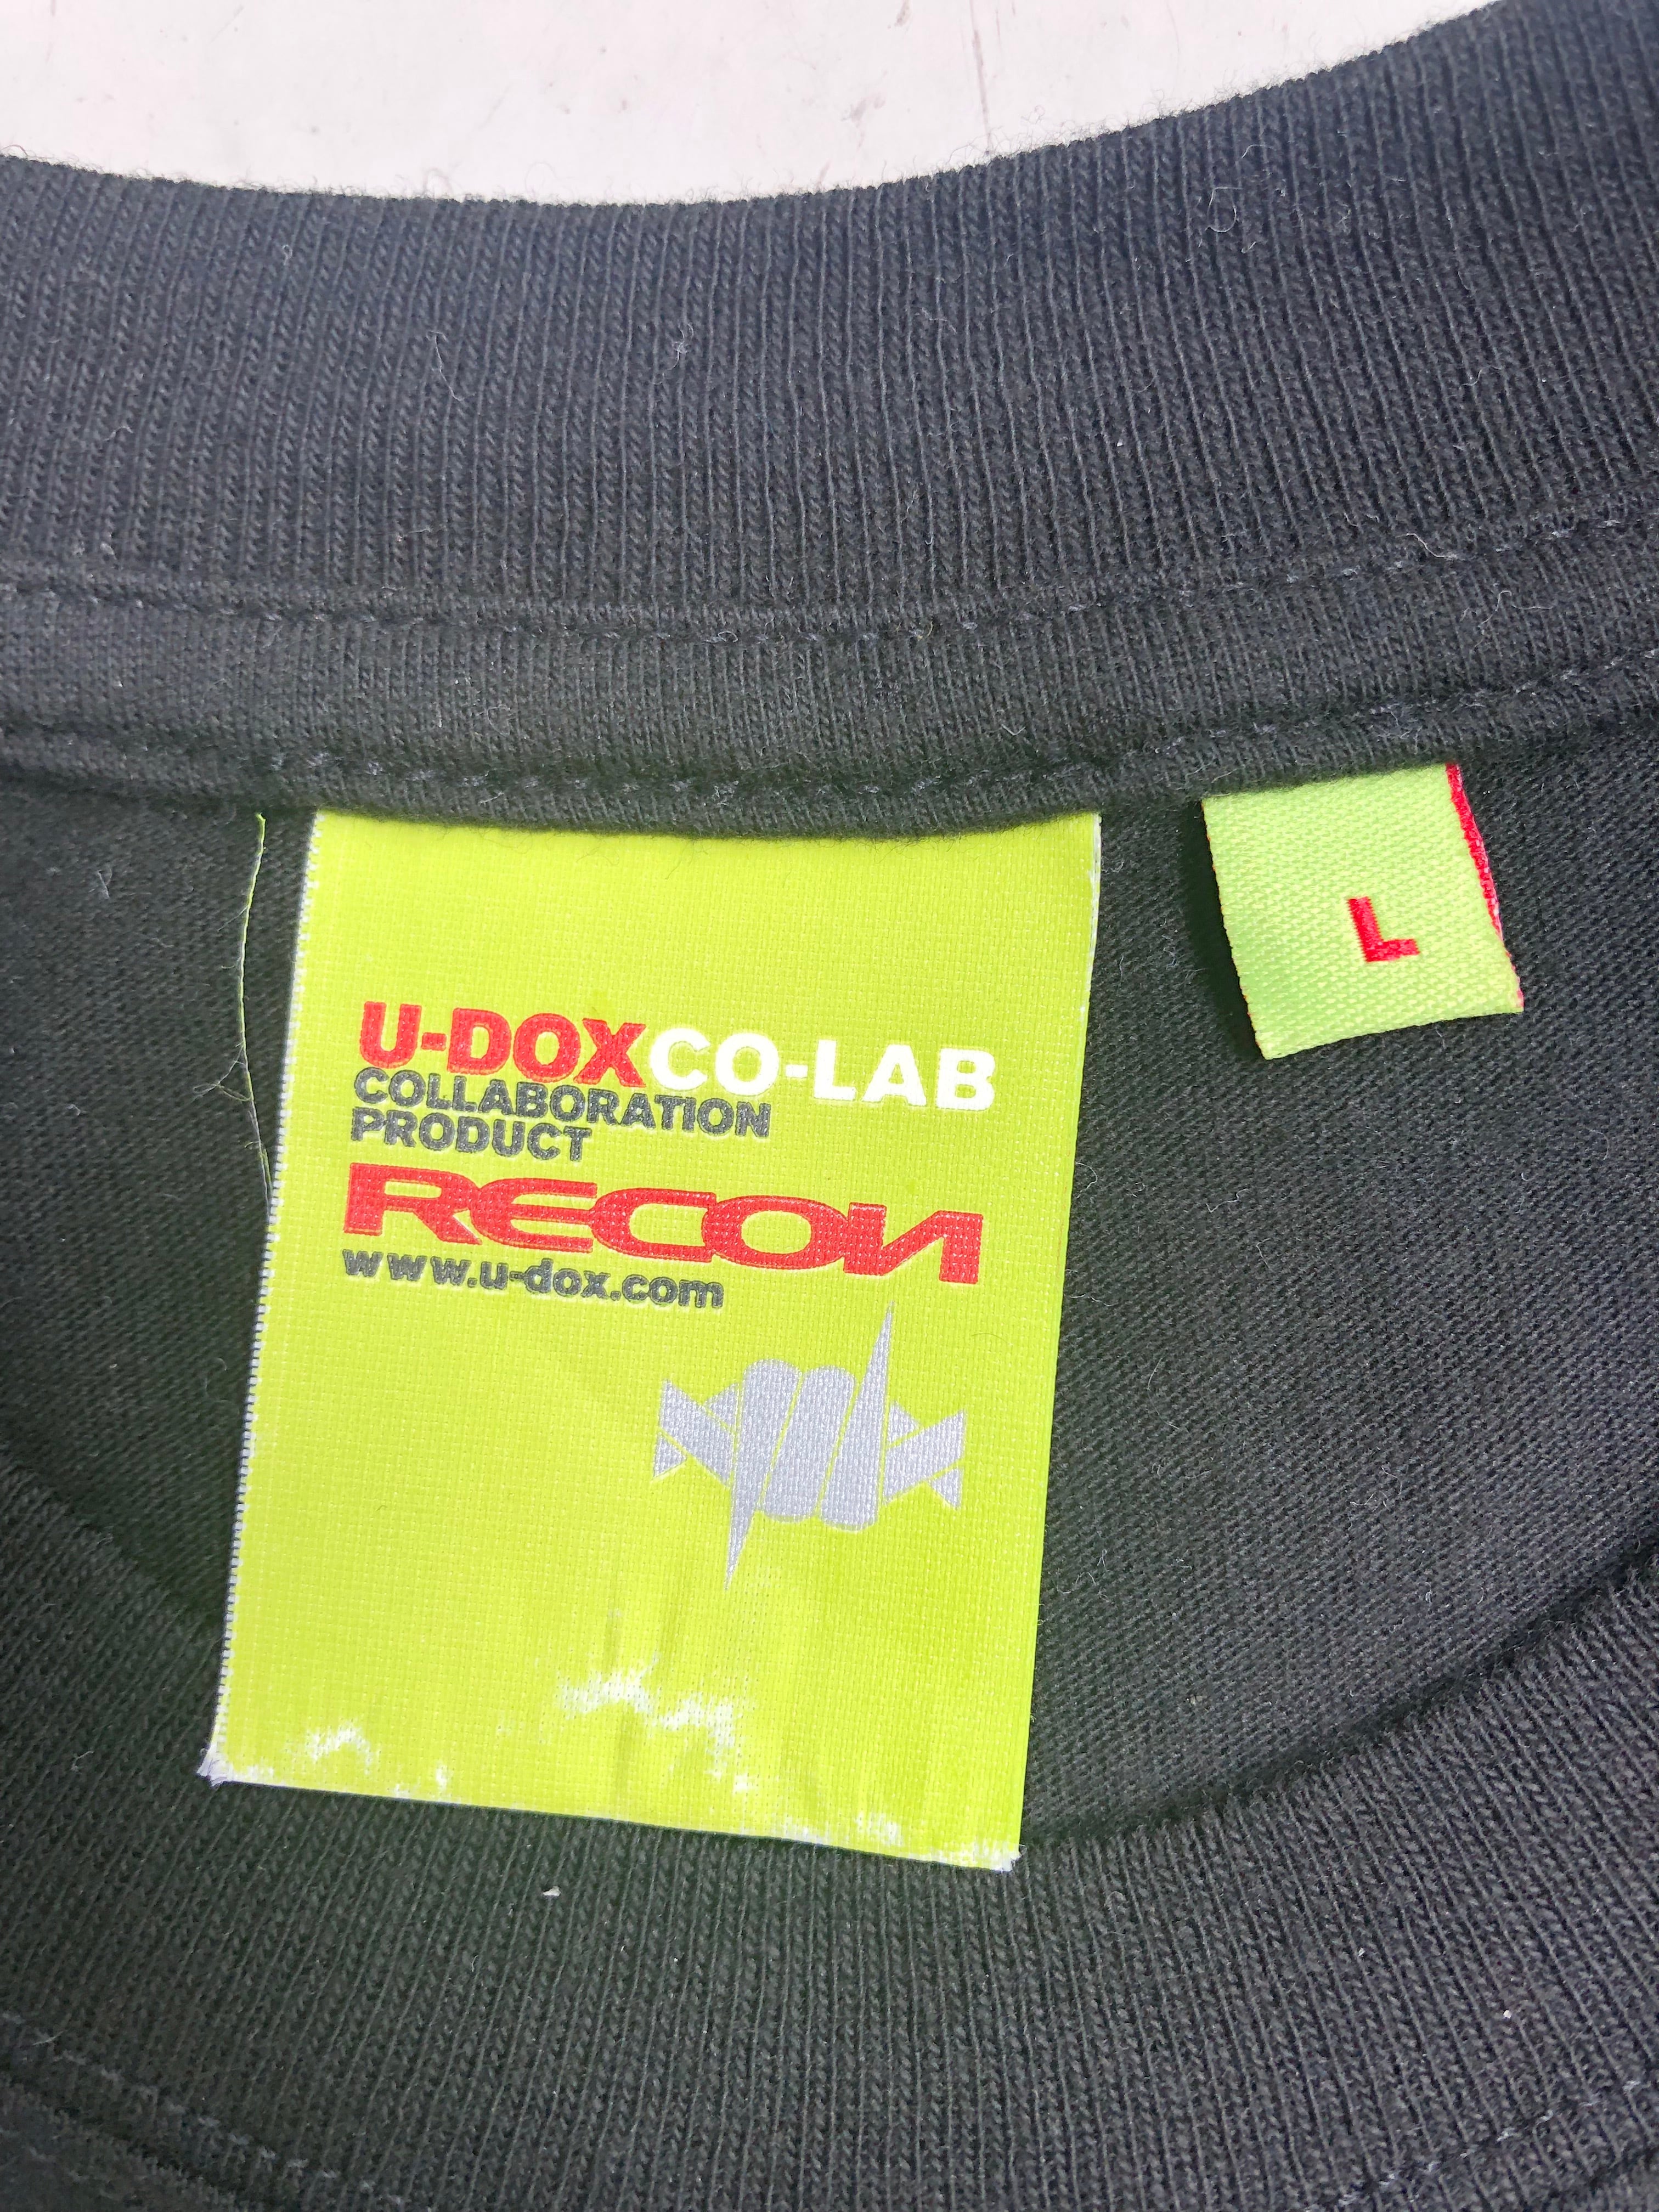 U-DOXCO-LAB
COLLABORATION
PRODUCT
RECON
www.u-dox.com
L